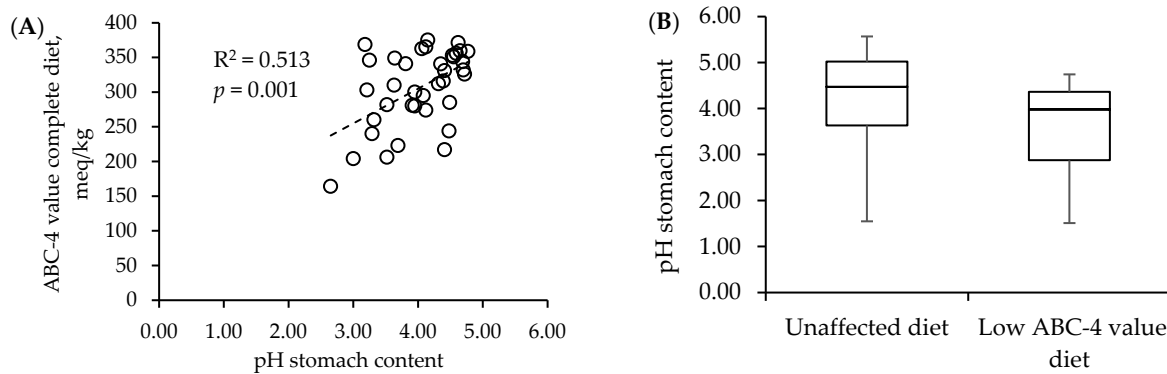 (A)
ABC-4 value complete diet,
meq/kg
400
350
300
250
200
150
100
50
0
R² = 0.513
p = 0.001
0.00 1.00 2.00 3.00 4.00 5.00 6.00
pH stomach content
(B)
pH stomach content
6.00
5.00
4.00
3.00
2.00
1.00
0.00
Unaffected diet
Low ABC-4 value
diet